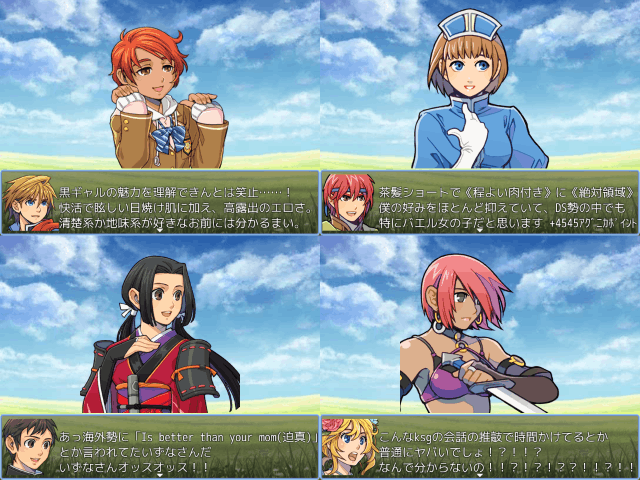 黒ギャルの魅力を理解できんとは笑止……！
快活で眩しい日焼け肌に加え、高露出のエロさ。
清楚系か地味系が好きなお前には分かるまい。
茶髪ショートで《程よい肉付き》に《絶対領域》
僕の好みをほとんど抑えていて、DS勢の中でも
特にバエル女の子だと思います +4545ｱｸﾞﾆｶﾎﾟｲﾝﾄ
あっ海外勢に「Is better than your mom(迫真)」
とか言われてたいずなさんだ
いずなさんオッスオッス！！
こんなksgの会話の推敲で時間かけてるとか
普通にヤバいでしょ！？！！？
なんで分からないの！！？！？！？？！！？！